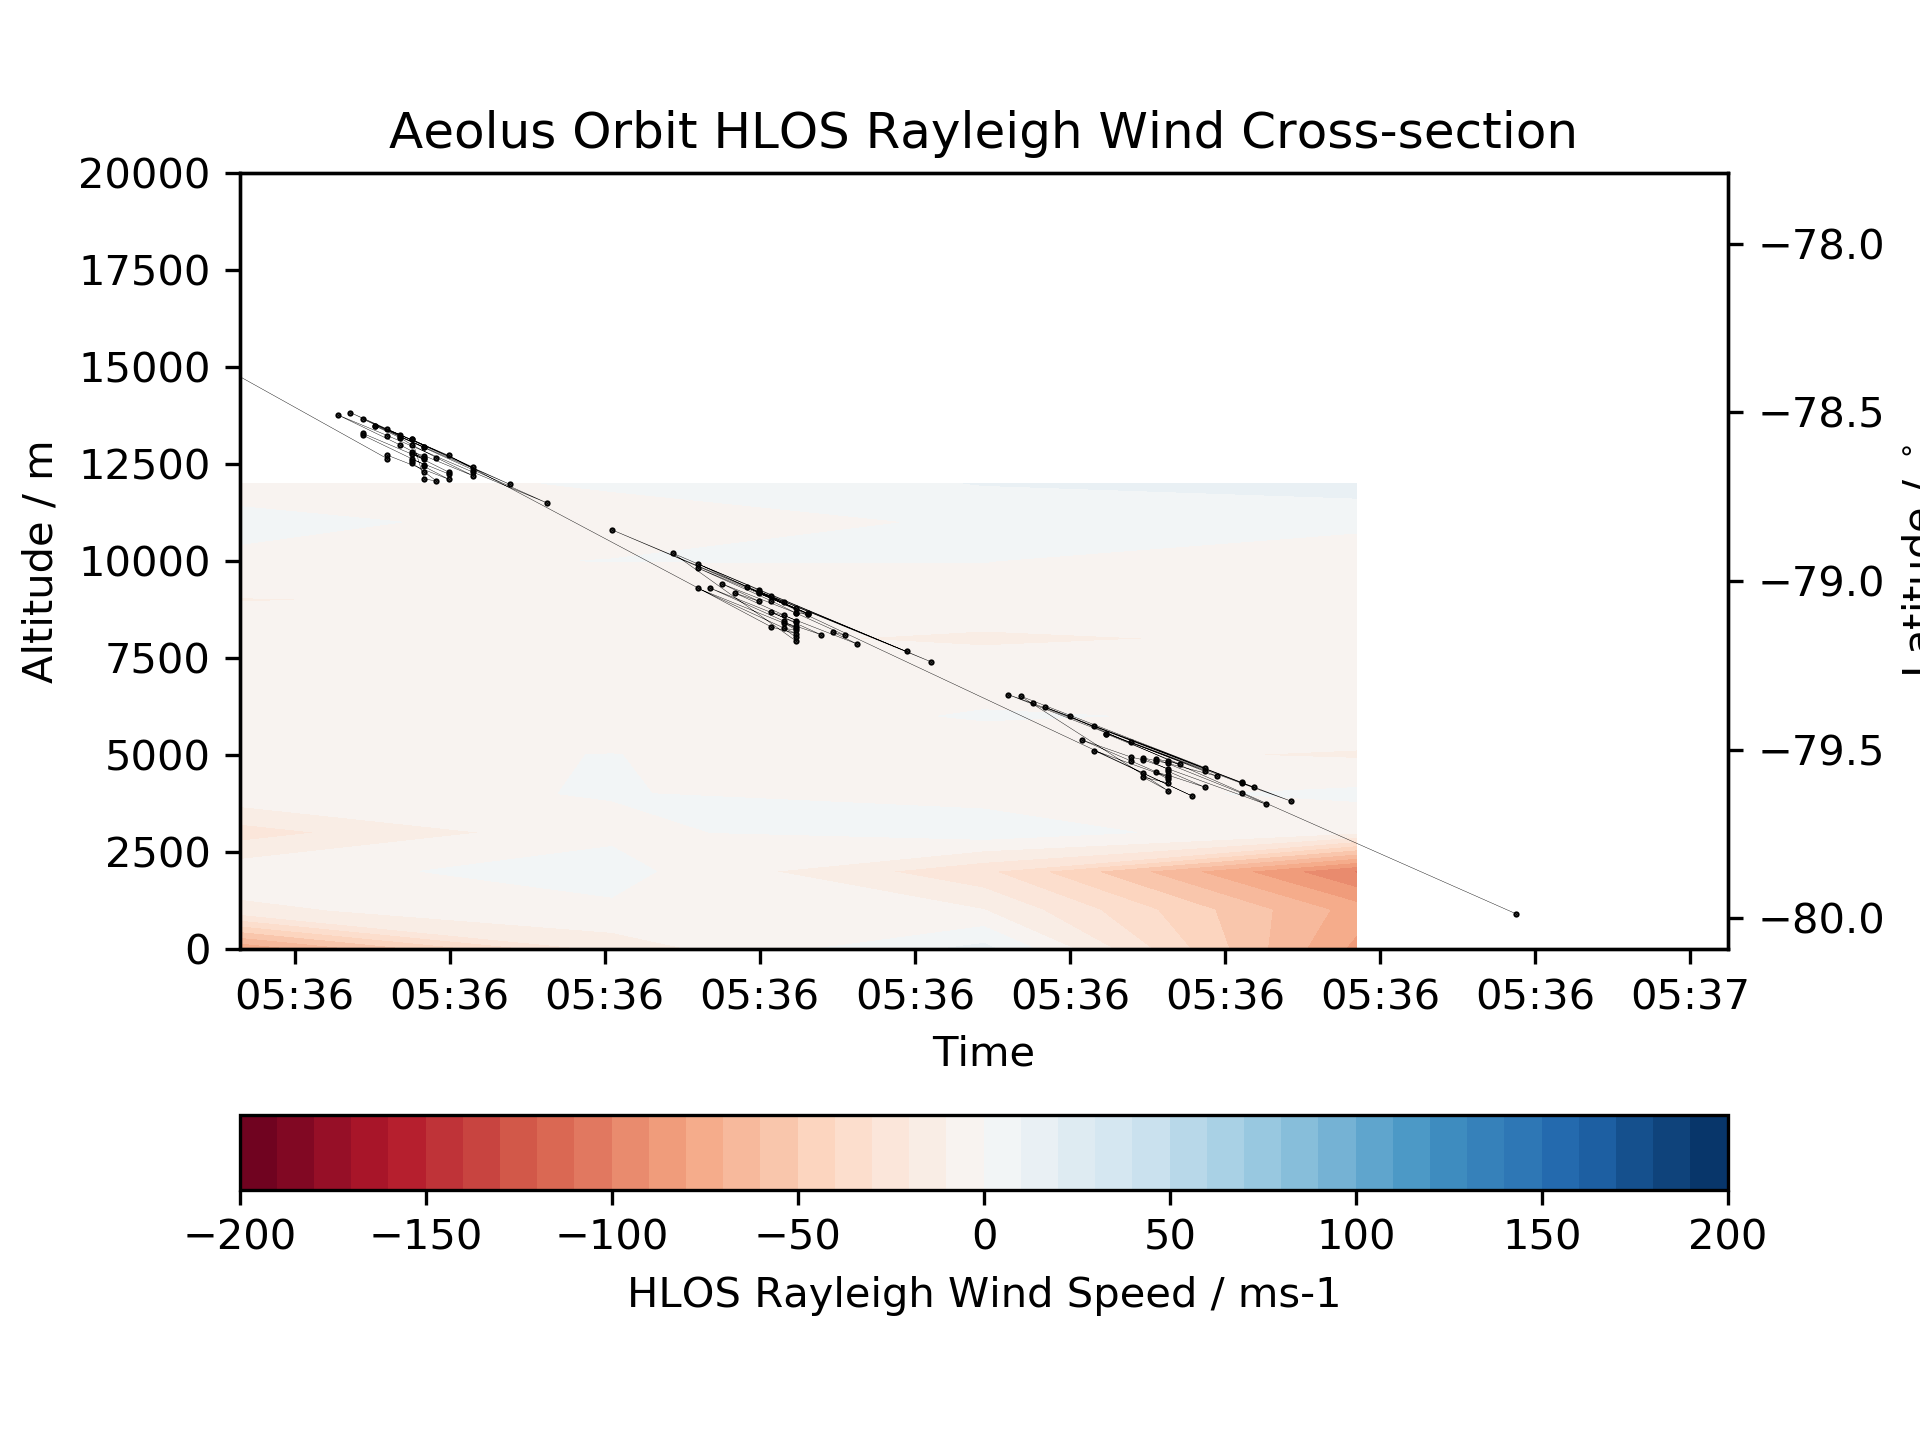 Aeolus Orbit HLOS Rayleigh Wind Cross-section
20000
17500
15000
12500
10000
7500
5000
2500
0
Altitude / m
−78.0
−78.5
−79.0
−79.5
−80.0
Latitude / °
05:36 05:36 05:36 05:36 05:36 05:36 05:36 05:36 05:36 05:37
Time
−200 −150 −100 −50 0 50 100 150 200
HLOS Rayleigh Wind Speed / ms-1